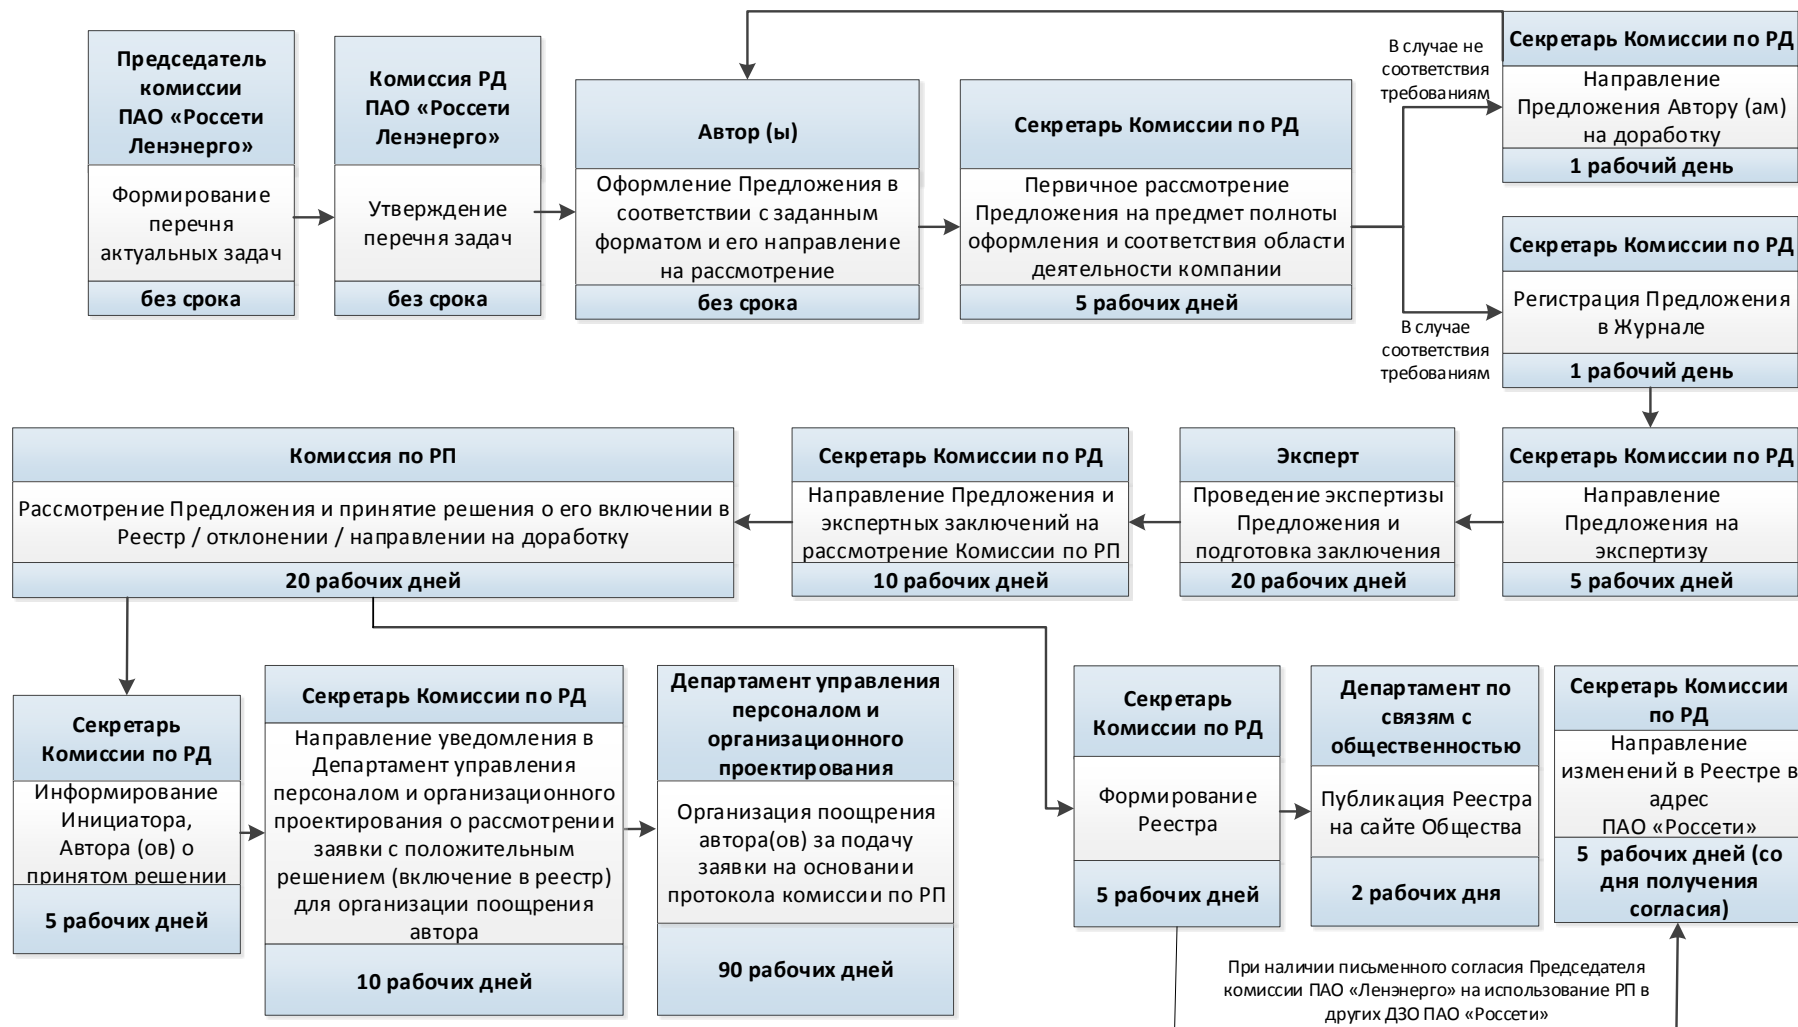 Председатель
комиссии
ПАО «Россети
Ленэнерго»
Формирование
перечня
актуальных задач
без срока
Комиссия РД
ПАО «Россети
Ленэнерго»
Утверждение
перечня задач
без срока
Автор (ы)
Оформление Предложения в
соответствии с заданным
форматом и его направление
на рассмотрение
без срока
Секретарь Комиссии по РД
Первичное рассмотрение
Предложения на предмет полноты
оформления и соответствия области
деятельности компании
5 рабочих дней
В случае не
соответствия
требованиям
Секретарь Комиссии по РД
Направление
Предложения Автору (ам)
на доработку
1 рабочий день
В случае
соответствия
требованиям
Секретарь Комиссии по РД
Регистрация Предложения
в Журнале
1 рабочий день
Комиссия по РП
Рассмотрение Предложения и принятие решения о его включении в
Реестр / отклонении / направлении на доработку
20 рабочих дней
Секретарь Комиссии по РД
Направление Предложения и
экспертных заключений на
рассмотрение Комиссии по РП
10 рабочих дней
Эксперт
Проведение экспертизы
Предложения и
подготовка заключения
20 рабочих дней
Секретарь Комиссии по РД
Направление
Предложения на
экспертизу
5 рабочих дней
Секретарь
Комиссии по РД
Информирование
Инициатора,
Автора (ов) о
принятом решении
5 рабочих дней
Секретарь Комиссии по РД
Направление уведомления в
Департамент управления
персоналом и организационного
проектирования о рассмотрении
заявки с положительным
решением (включение в реестр)
для организации поощрения
автора
10 рабочих дней
Департамент управления
персоналом и
организационного
проектирования
Организация поощрения
автора(ов) за подачу
заявки на основании
протокола комиссии по РП
90 рабочих дней
Секретарь
Комиссии по РД
Формирование
Реестра
5 рабочих дней
Департамент по
связям с
общественностью
Публикация Реестра
на сайте Общества
2 рабочих дня
Секретарь Комиссии
по РД
Направление
изменений в Реестре в
адрес
ПАО «Россети»
5 рабочих дней (со
дня получения
согласия)
При наличии письменного согласия Председателя
комиссии ПАО «Ленэнерго» на использование РП в
других ДЗО ПАО «Россети»